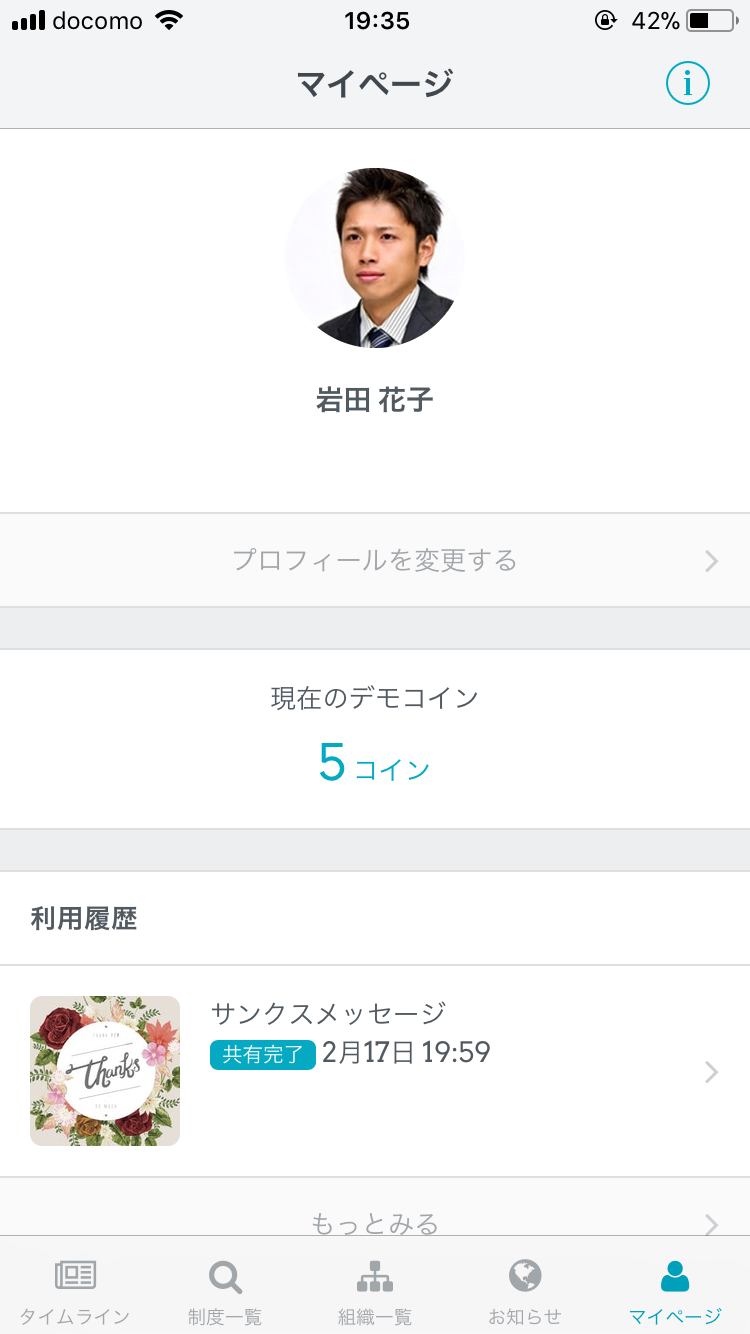 docomo 19:35 42%
マイページ
岩田 花子
プロフィールを変更する
現在のデモコイン
5 コイン
利用履歴
サンクスメッセージ
共有完了 2月17日 19:59
Thanks
もっとみる
タイムライン 制度一覧 組織一覧 お知らせ マイページ